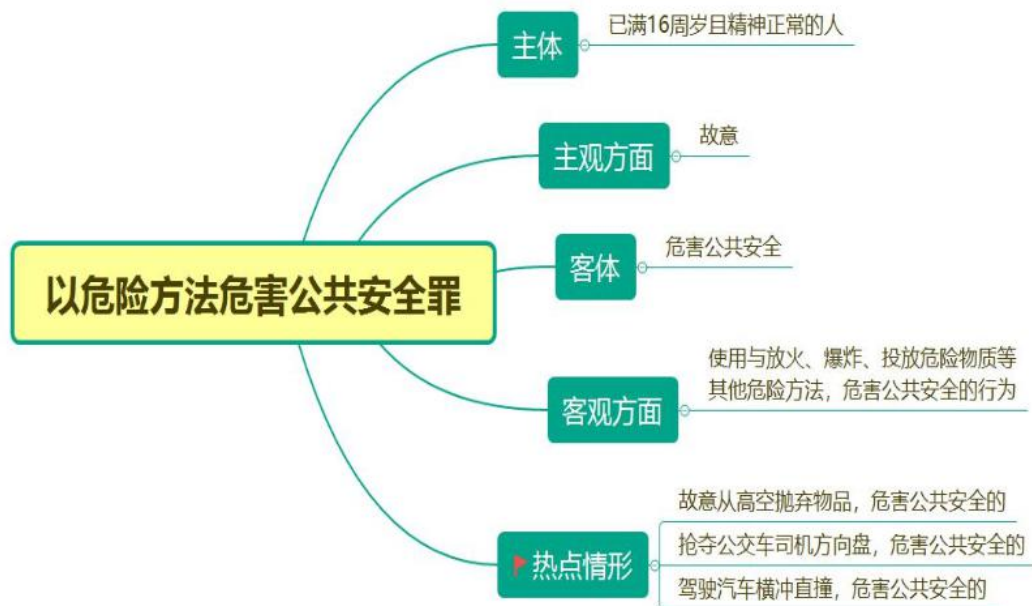 主体
已满16周岁且精神正常的人
主观方面
故意
以危险方法危害公共安全罪
客体
危害公共安全
客观方面
使用与放火、爆炸、投放危险物质等
其他危险方法，危害公共安全的行为
热点情形
故意从高空抛弃物品，危害公共安全的
抢夺公交车司机方向盘，危害公共安全的
驾驶汽车横冲直撞，危害公共安全的